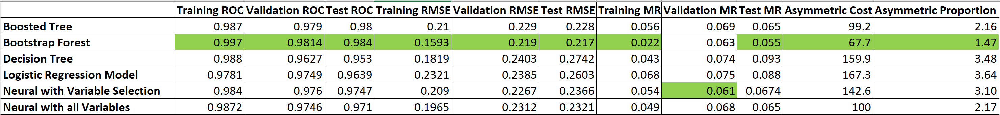 Training ROC Validation ROC Test ROC Training RMSE Validation RMSE Test RMSE Training MR Validation MR Test MR Asymmetric Cost Asymmetric Proportion
Boosted Tree 0.987 0.979 0.98 0.21 0.229 0.228 0.056 0.069 0.065 99.2 2.16
Bootstrap Forest 0.997 0.9814 0.984 0.1593 0.219 0.217 0.022 0.063 0.055 67.7 1.47
Decision Tree 0.988 0.9627 0.953 0.1819 0.2403 0.2742 0.043 0.074 0.093 159.9 3.48
Logistic Regression Model 0.9781 0.9749 0.9639 0.2321 0.2385 0.2603 0.068 0.075 0.088 167.3 3.64
Neural with Variable Selection 0.984 0.976 0.9747 0.209 0.2267 0.2366 0.054 0.061 0.0674 142.6 3.10
Neural with all Variables 0.9872 0.9746 0.971 0.1965 0.2312 0.2321 0.049 0.068 0.065 100 2.17